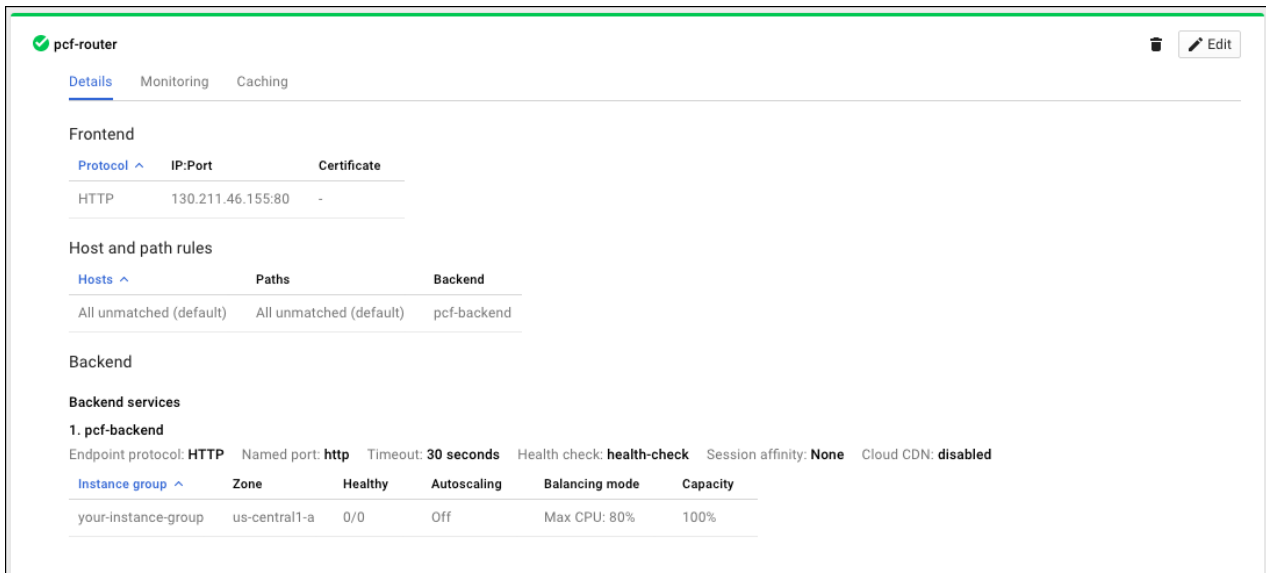 pcf-router
Edit
Details Monitoring Caching
Frontend
Protocol IP:Port Certificate
HTTP 130.211.46.155:80 -
Host and path rules
Hosts Paths Backend
All unmatched (default) All unmatched (default) pcf-backend
Backend
Backend services
1. pcf-backend
Endpoint protocol: HTTP Named port: http Timeout: 30 seconds Health check: health-check Session affinity: None Cloud CDN: disabled
Instance group Zone Healthy Autoscaling Balancing mode Capacity
your-instance-group us-central1-a 0/0 Off Max CPU: 80% 100%